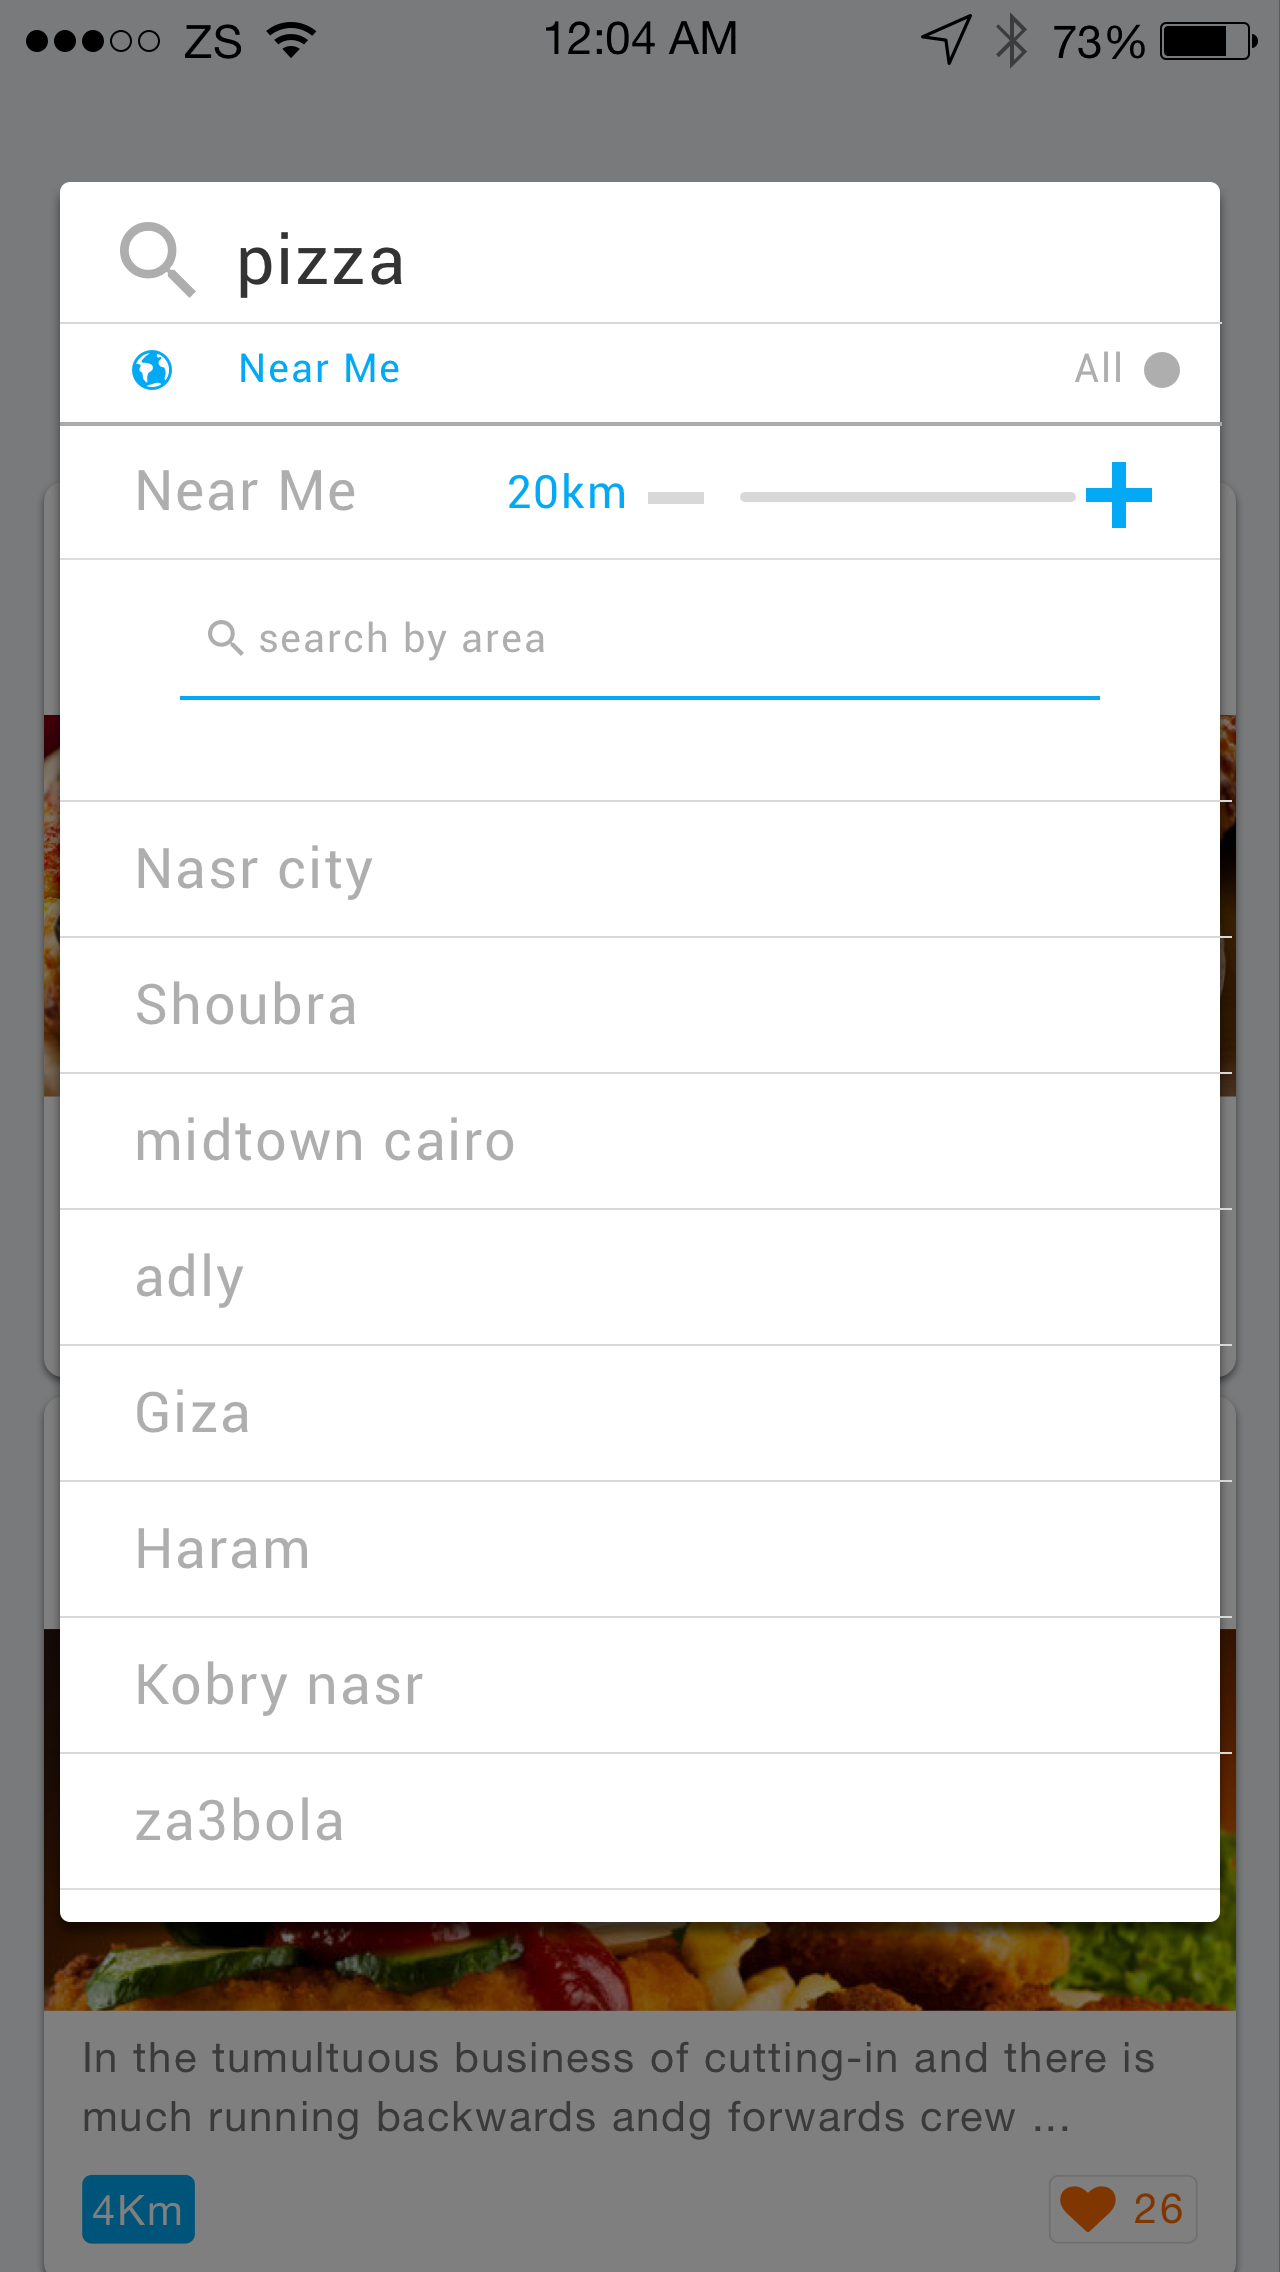 ZS 12:04 AM 73%
pizza
Near Me All
Near Me 20km
search by area
Nasr city
Shoubra
midtown cairo
adly
Giza
Haram
Kobry nasr
za3bola
In the tumultuous business of cutting-in and there is
much running backwards andg forwards crew ...
4Km 26